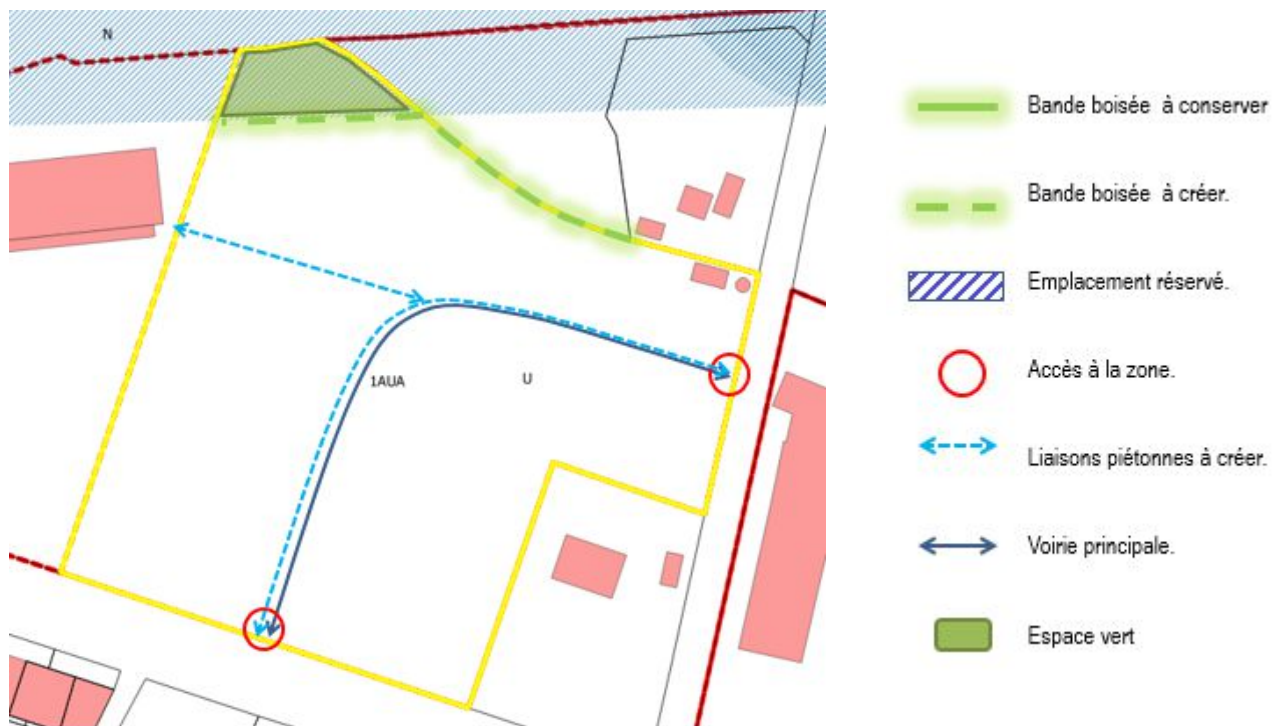 N
1AUA
U
Bande boisée à conserver
Bande boisée à créer.
Emplacement réservé.
Accès à la zone.
Liaisons piétonnes à créer.
Voirie principale.
Espace vert